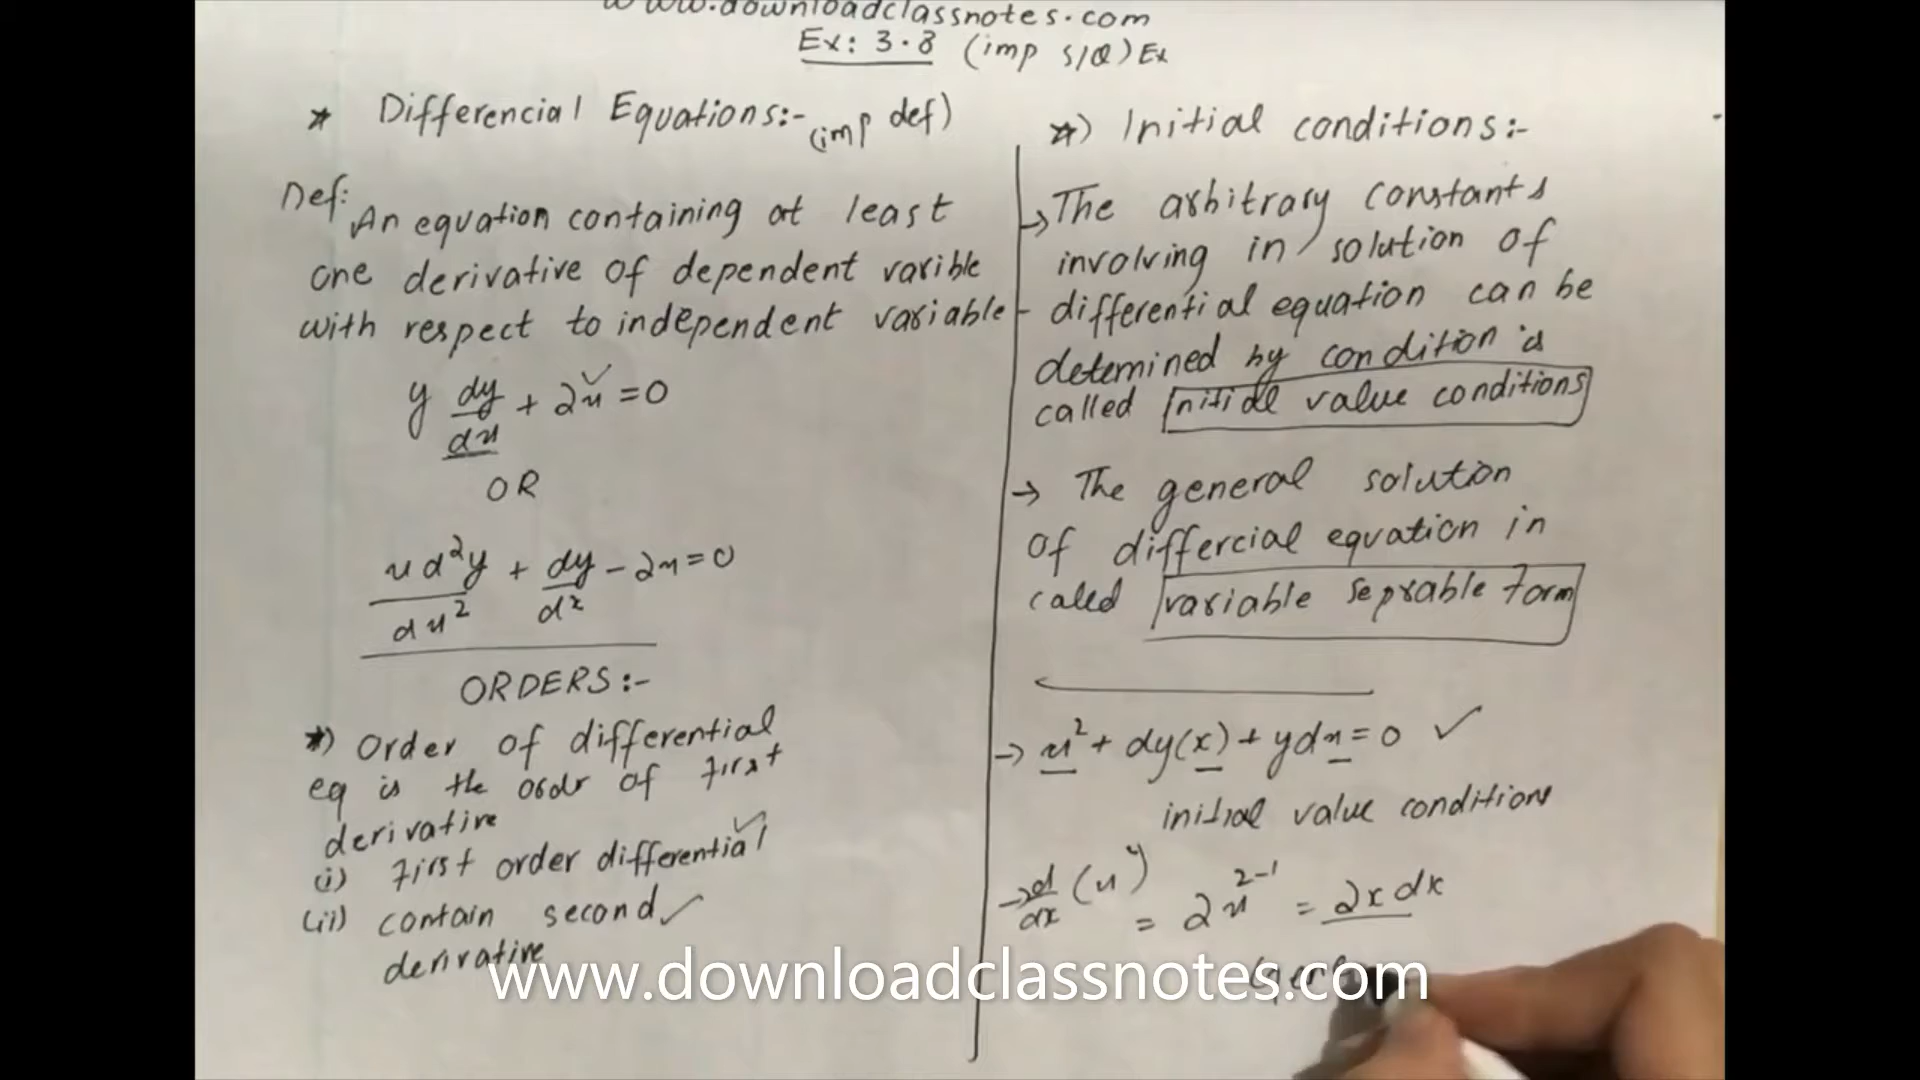 www.downloadclassnotes.com
Ex: 3.8 (imp S/Q) Ex
* Differencial Equations:- (imp def)
Def: An equation containing at least
one derivative of dependent varible
with respect to independent variable
y dy/dx + 2x = 0
OR
x d²y/dx² + dy/dx - 2x = 0
ORDERS:-
*) Order of differential
eq is the order of first
derivative
(i) first order differential
(ii) contain second
derivative
*) Initial conditions:-
→ The arbitrary constants
involving in solution of
- differential equation can be
detemined by condition is
called initial value conditions
→ The general solution
of differcial equation in
called variable seprable form
→ x² + dy(x) + ydx = 0
initial value conditions
→ d/dx (x
= 2x²⁻¹ = 2x dx
www.downloadclassnotes.com